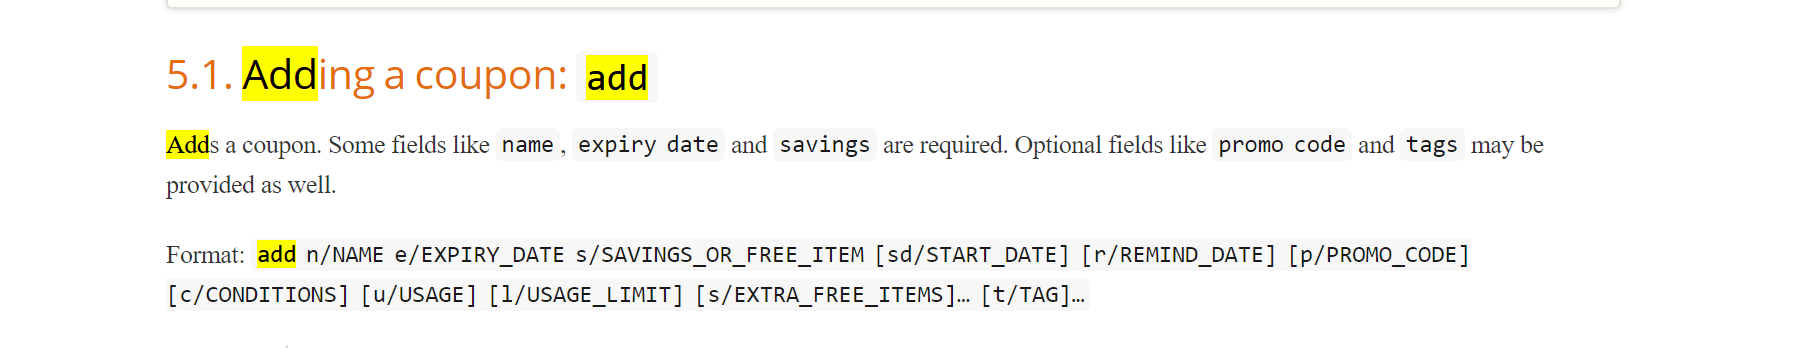 5.1. Adding a coupon: add
Adds a coupon. Some fields like name, expiry date and savings are required. Optional fields like promo code and tags may be
provided as well.
Format: add n/NAME e/EXPIRY_DATE s/SAVINGS_OR_FREE_ITEM [sd/START_DATE] [r/REMIND_DATE] [p/PROMO_CODE]
[c/CONDITIONS] [u/USAGE] [l/USAGE_LIMIT] [s/EXTRA_FREE_ITEMS]… [t/TAG]…